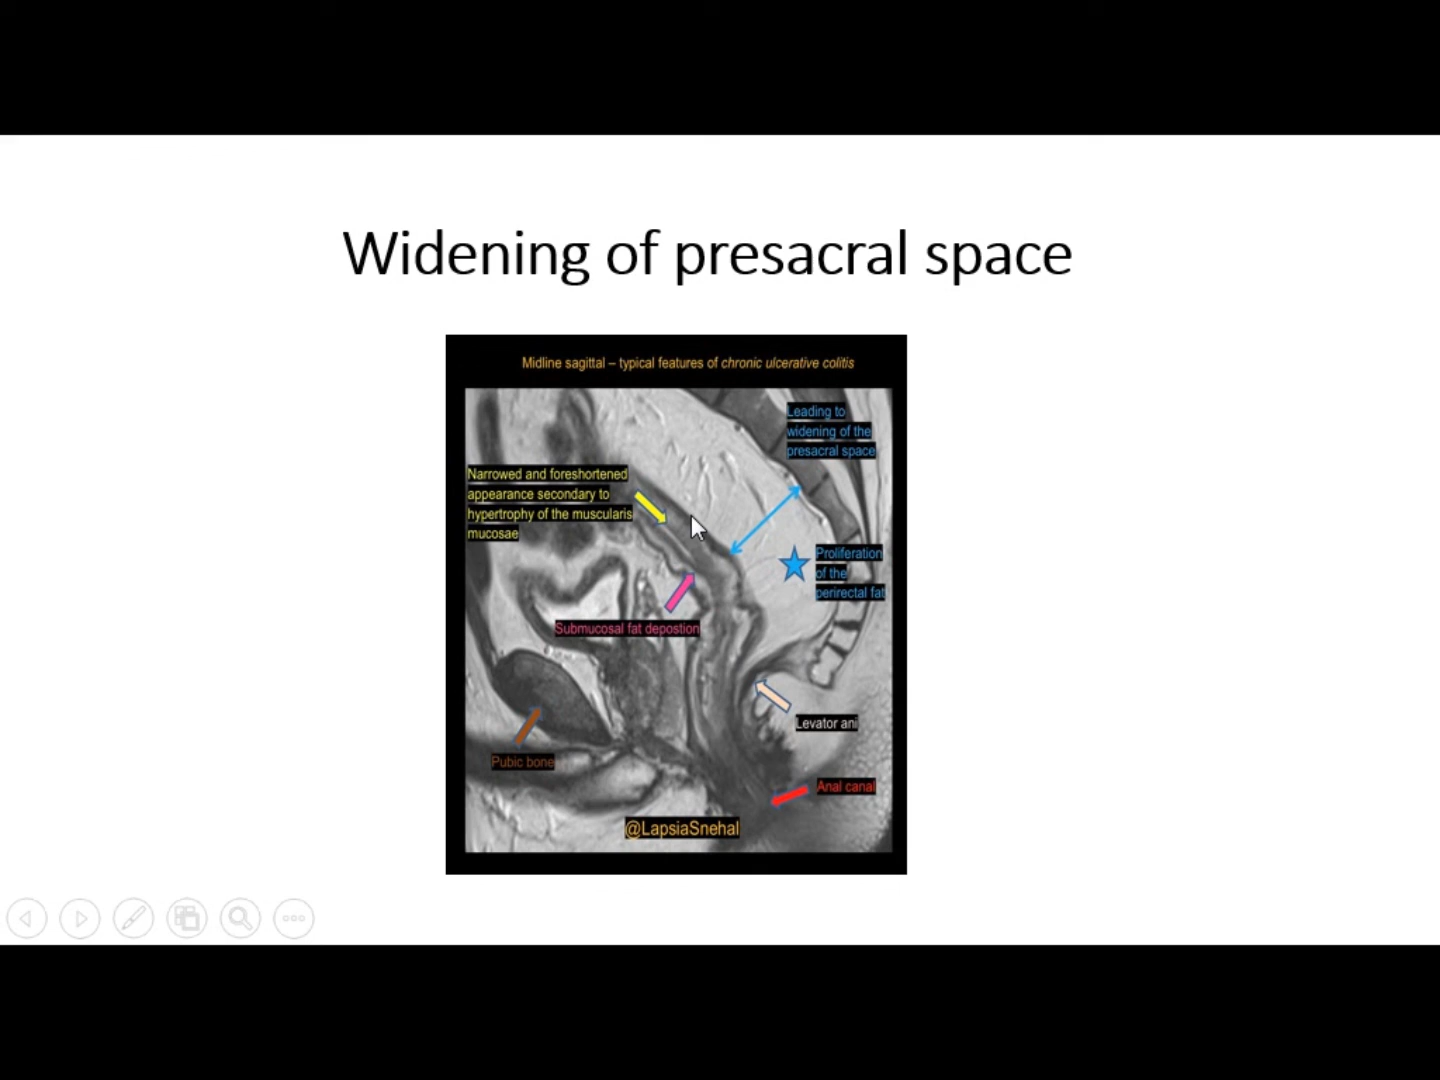 Widening of presacral space
Midline sagittal – typical features of chronic ulcerative colitis
Leading to
widening of the
presacral space
Narrowed and foreshortened
appearance secondary to
hypertrophy of the muscularis
mucosae
Proliferation
of the
perirectal fat
Submucosal fat depostion
Levator ani
Pubic bone
Anal canal
@LapsiaSnehal